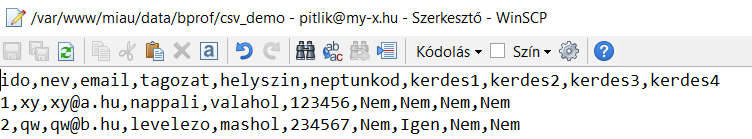 /var/www/miau/data/bprof/csv_demo - pitlik@my-x.hu - Szerkesztő - WinSCP
Kódolás Szín
ido,nev,email,tagozat,helyszin,neptunkod,kerdes1,kerdes2,kerdes3,kerdes4
1,xy,xy@a.hu,nappali,valahol,123456,Nem,Nem,Nem,Nem
2,qw,qw@b.hu,levelezo,mashol,234567,Nem,Igen,Nem,Nem